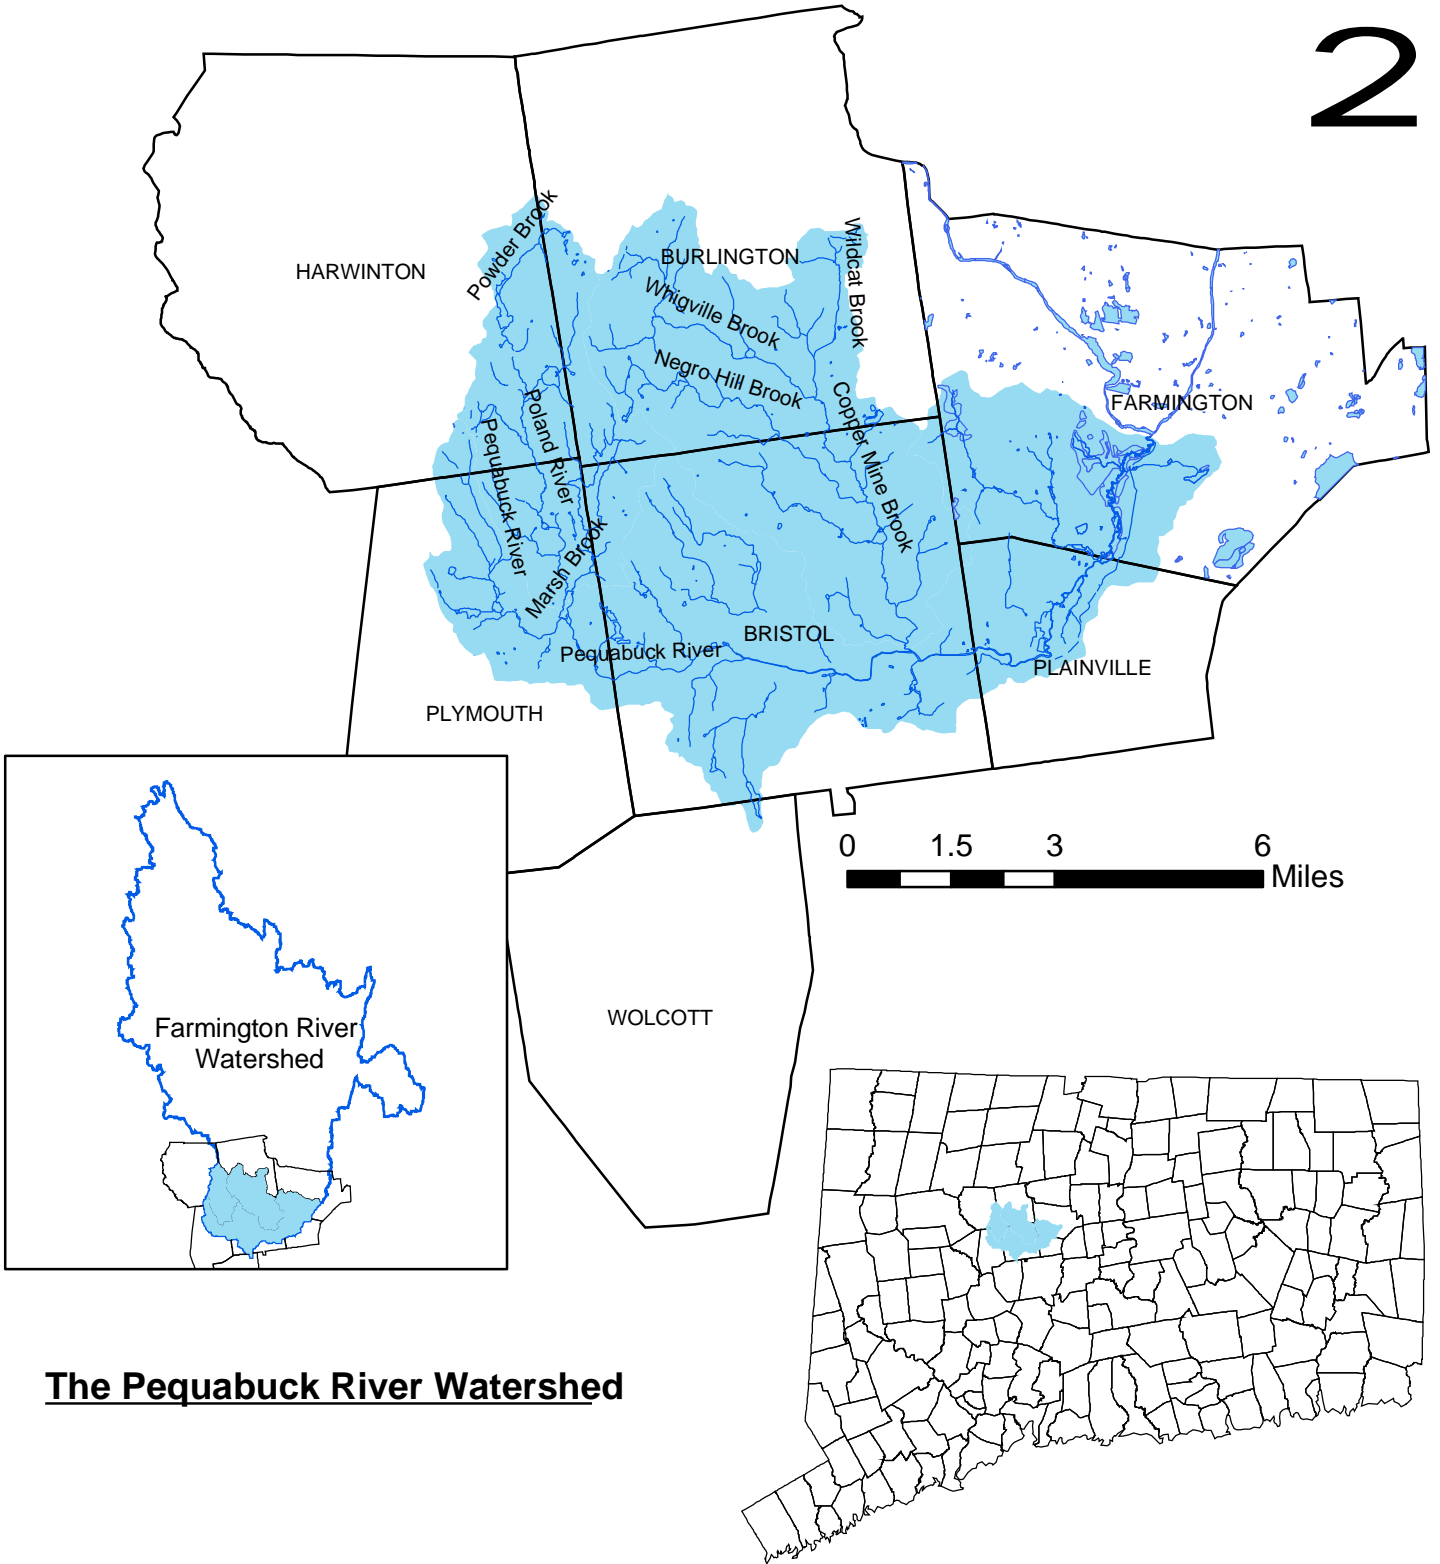 2
Powder Brook
HARWINTON
BURLINGTON
Wildcat Brook
Whigville Brook
Negro Hill Brook
FARMINGTON
Poland River
Pequabuck River
Copper Mine Brook
Marsh Brook
BRISTOL
Pequabuck River
PLAINVILLE
PLYMOUTH
0 1.5 3 6
Miles
WOLCOTT
Farmington River
Watershed
The Pequabuck River Watershed